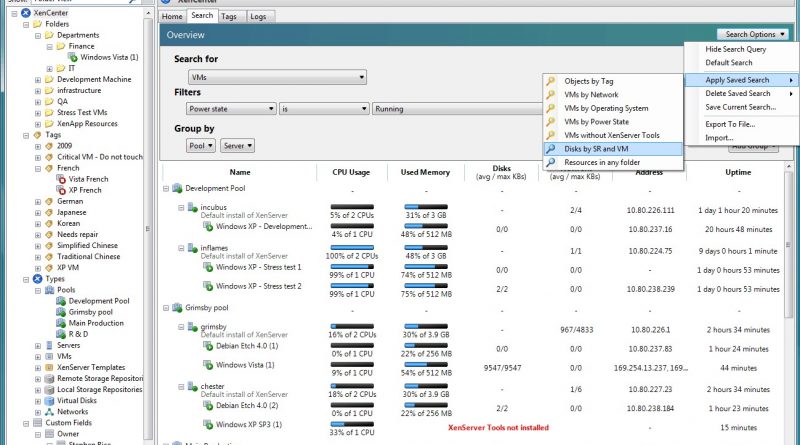 Show:
XenCenter
Folders
Departments
Finance
Windows Vista (1)
IT
Development Machine
infrastructure
QA
Stress Test VMs
XenApp Resources
Tags
2009
Critical VM - Do not touch
French
Vista French
XP French
German
Japanese
Korean
Needs repair
Simplified Chinese
Traditional Chinese
XP VM
Types
Pools
Development Pool
Grimsby pool
Main Production
R & D
Servers
VMs
XenServer Templates
Remote Storage Repositories
Local Storage Repositories
Virtual Disks
Networks
Custom Fields
Owner
XenCenter
Home Search Tags Logs
Overview
Search Options
Search for
VMs
Filters
Power state is Running
Group by
Pool Server
Add Group
Hide Search Query
Default Search
Apply Saved Search
Delete Saved Search
Save Current Search...
Export To File...
Import...
Objects by Tag
VMs by Network
VMs by Operating System
VMs by Power State
VMs without XenServer Tools
Disks by SR and VM
Resources in any folder
Name CPU Usage Used Memory Disks (avg / max KBs) (avg / max KBs) Address Uptime
Development Pool - - - - - -
incubus Default install of XenServer 5% of 2 CPUs 31% of 3 GB - 2/4 10.80.226.111 1 day 1 hour 20 minutes
Windows XP - Development... 4% of 1 CPU 48% of 512 MB 0/0 0/0 10.80.237.16 20 hours 48 minutes
inflames Default install of XenServer 100% of 2 CPUs 48% of 3 GB - 1/1 10.80.224.75 9 days 0 hours 1 minute
Windows XP - Stress test 1 99% of 1 CPU 74% of 512 MB 0/0 0/0 - 1 day 0 hours 53 minutes
Windows XP - Stress test 2 99% of 1 CPU 75% of 512 MB 2/2 0/0 10.80.238.239 1 day 0 hours 53 minutes
Grimsby pool - - - - - -
grimsby Default install of XenServer 16% of 2 CPUs 30% of 3.9 GB - 967/4833 10.80.226.1 2 hours 34 minutes
Debian Etch 4.0 (1) 0% of 1 CPU 22% of 256 MB 0/0 0/0 10.80.237.83 1 hour 24 minutes
Windows Vista (1) 9% of 1 CPU 54% of 512 MB 9547/9547 0/0 169.254.13.237, 169... 44 minutes
chester Default install of XenServer 18% of 2 CPUs 30% of 3.9 GB - 1/6 10.80.227.23 2 hours 34 minutes
Debian Etch 4.0 (2) 0% of 1 CPU 22% of 256 MB 2/2 0/0 10.80.238.184 1 hour 23 minutes
Windows XP SP3 (1) 33% of 1 CPU XenServer Tools not installed - 15 minutes